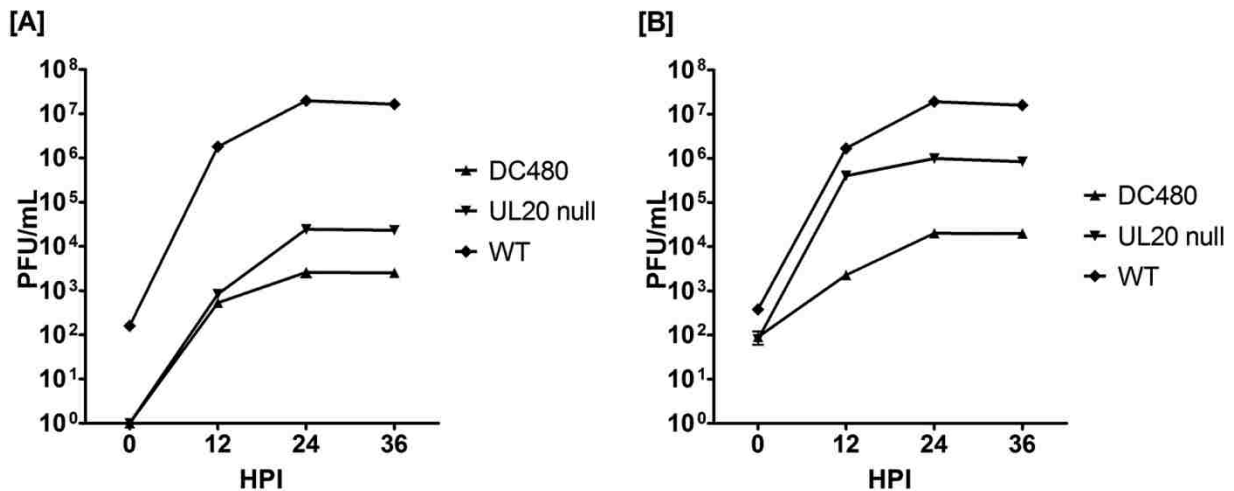 [A]
PFU/mL
10⁸
10⁷
10⁶
10⁵
10⁴
10³
10²
10¹
10⁰
0 12 24 36
HPI
DC480
UL20 null
WT
[B]
PFU/mL
10⁸
10⁷
10⁶
10⁵
10⁴
10³
10²
10¹
10⁰
0 12 24 36
HPI
DC480
UL20 null
WT